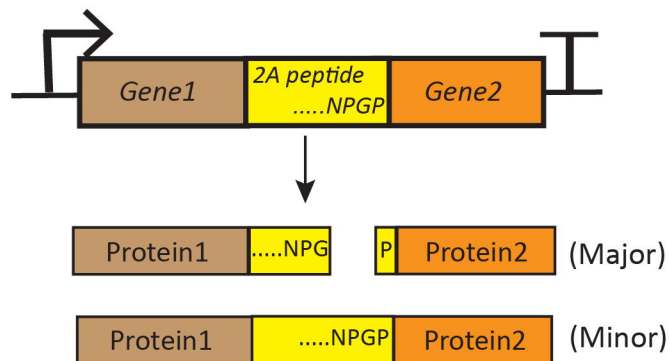 Gene1
2A peptide
.....NPGP
Gene2
Protein1
.....NPG
P
Protein2
(Major)
Protein1
.....NPGP
Protein2
(Minor)